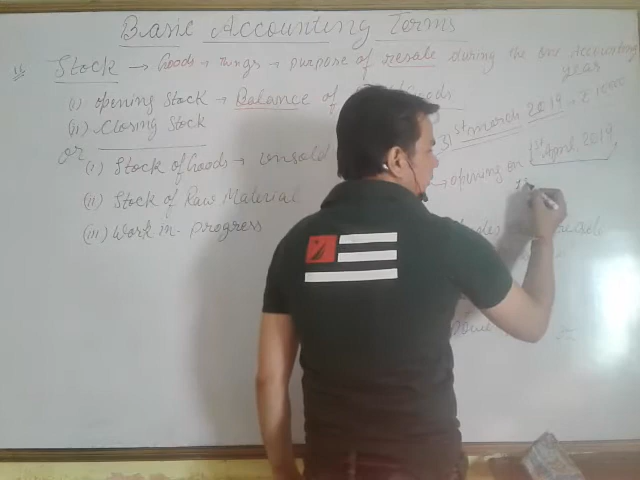 Basic Accounting Terms
Stock → Goods → Things → purpose of resale during the one Accounting year
(i) opening Stock → Balance of Goods
31st march 2019 →
(ii) Closing Stock
or (i) Stock of Goods → unsold
→ opening on 1st April 2019
(ii) Stock of Raw Material
(iii) Work in progress